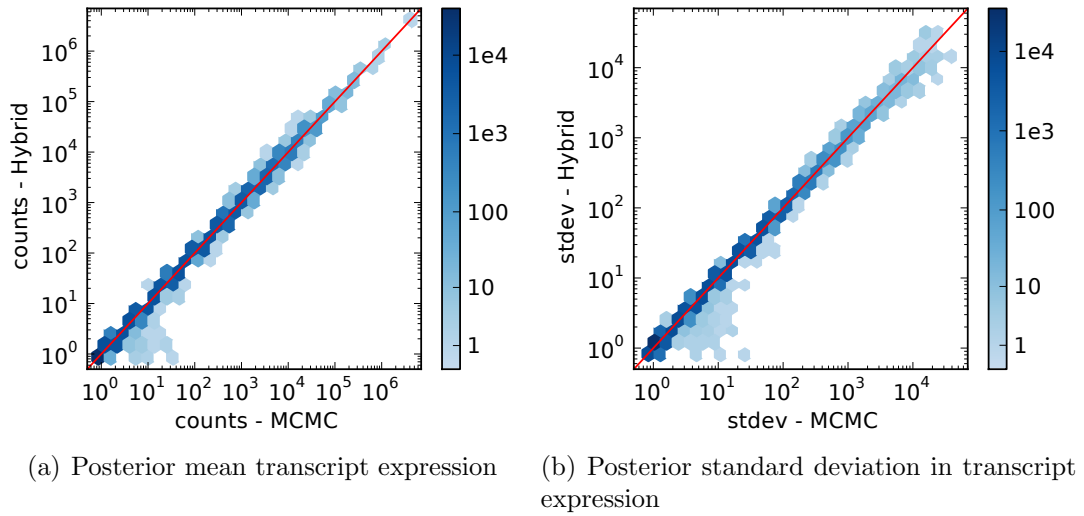 counts - Hybrid
10^6
10^5
10^4
10^3
10^2
10^1
10^0
10^0 10^1 10^2 10^3 10^4 10^5 10^6
counts - MCMC
1e4
1e3
100
10
1
stdev - Hybrid
10^4
10^3
10^2
10^1
10^0
10^0 10^1 10^2 10^3 10^4
stdev - MCMC
1e4
1e3
100
10
1
(a) Posterior mean transcript expression
(b) Posterior standard deviation in transcript
expression